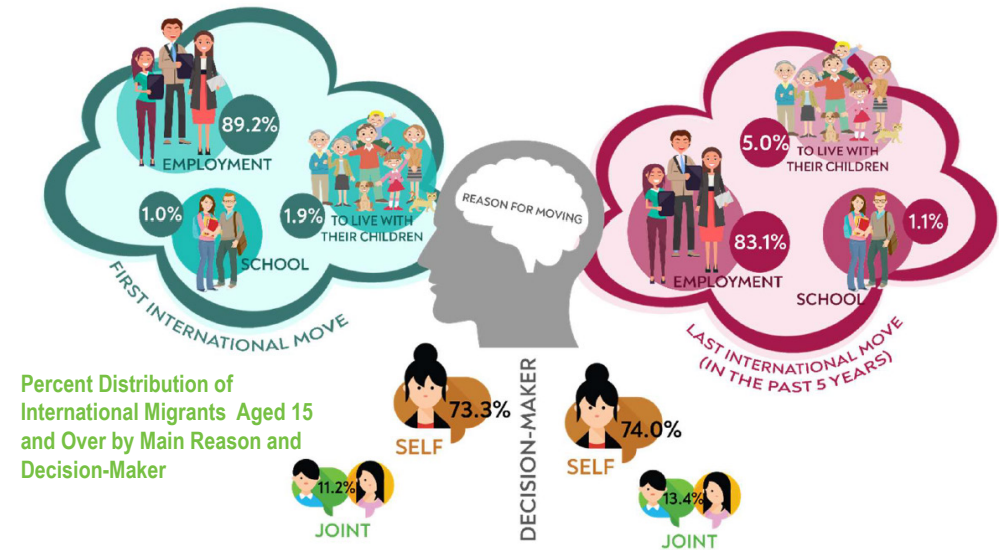 89.2%
EMPLOYMENT
1.0%
1.9%
TO LIVE WITH
THEIR CHILDREN
SCHOOL
FIRST INTERNATIONAL MOVE
REASON FOR MOVING
5.0%
TO LIVE WITH
THEIR CHILDREN
83.1%
EMPLOYMENT
1.1%
SCHOOL
LAST INTERNATIONAL MOVE
(IN THE PAST 5 YEARS)
Percent Distribution of
International Migrants Aged 15
and Over by Main Reason and
Decision-Maker
73.3%
SELF
11.2%
JOINT
DECISION-MAKER
74.0%
SELF
13.4%
JOINT